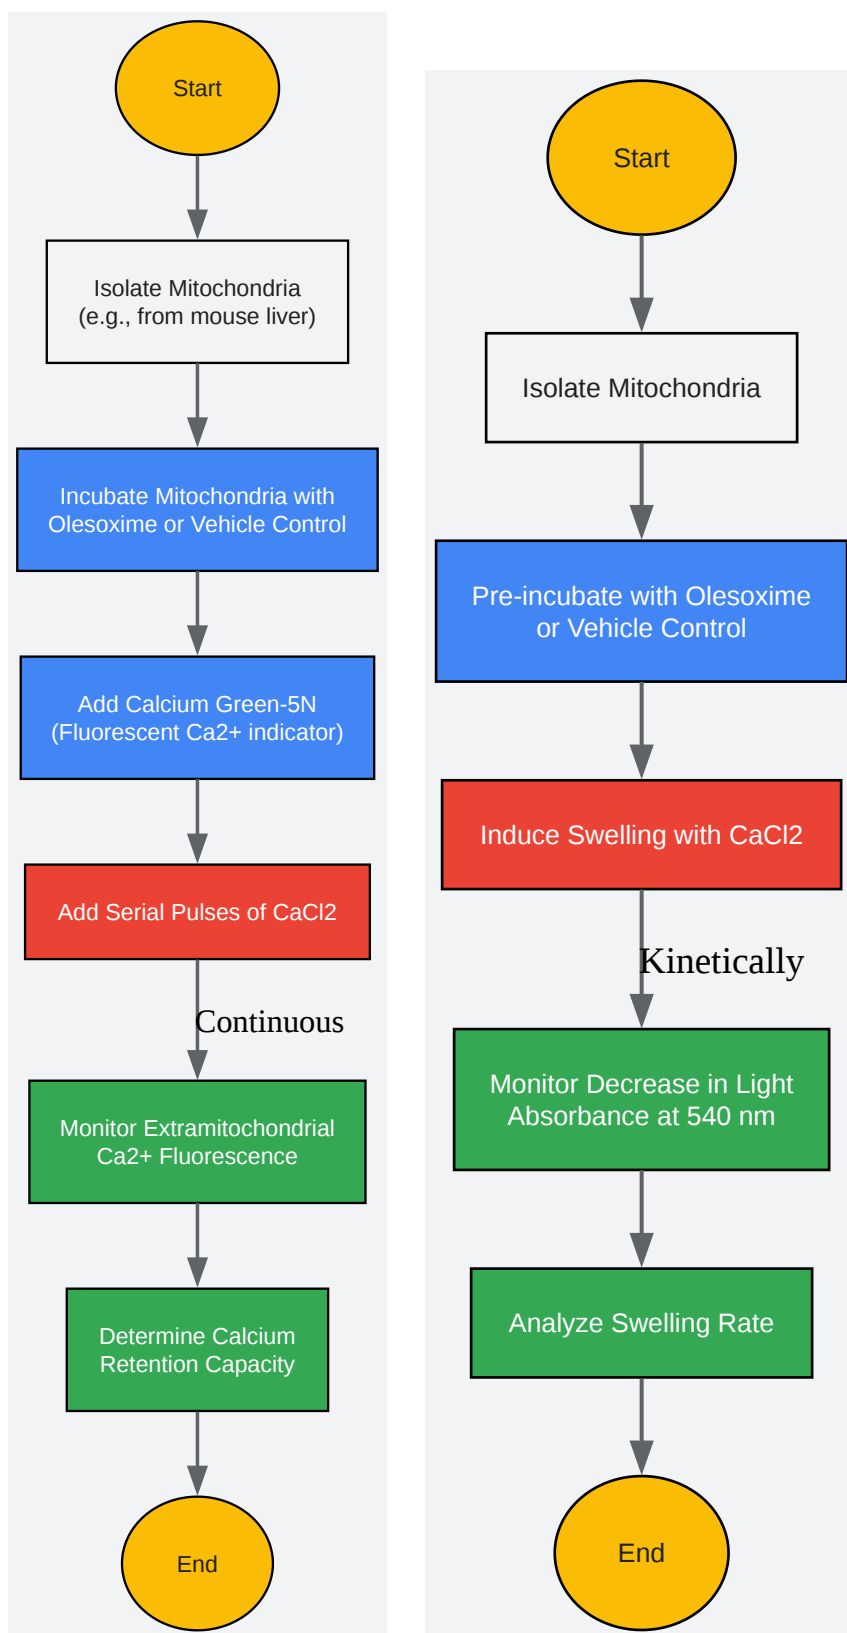 Start
Isolate Mitochondria
(e.g., from mouse liver)
Incubate Mitochondria with
Olesoxime or Vehicle Control
Add Calcium Green-5N
(Fluorescent Ca2+ indicator)
Add Serial Pulses of CaCl2
Continuous
Monitor Extramitochondrial
Ca2+ Fluorescence
Determine Calcium
Retention Capacity
End
Start
Isolate Mitochondria
Pre-incubate with Olesoxime
or Vehicle Control
Induce Swelling with CaCl2
Kinetically
Monitor Decrease in Light
Absorbance at 540 nm
Analyze Swelling Rate
End